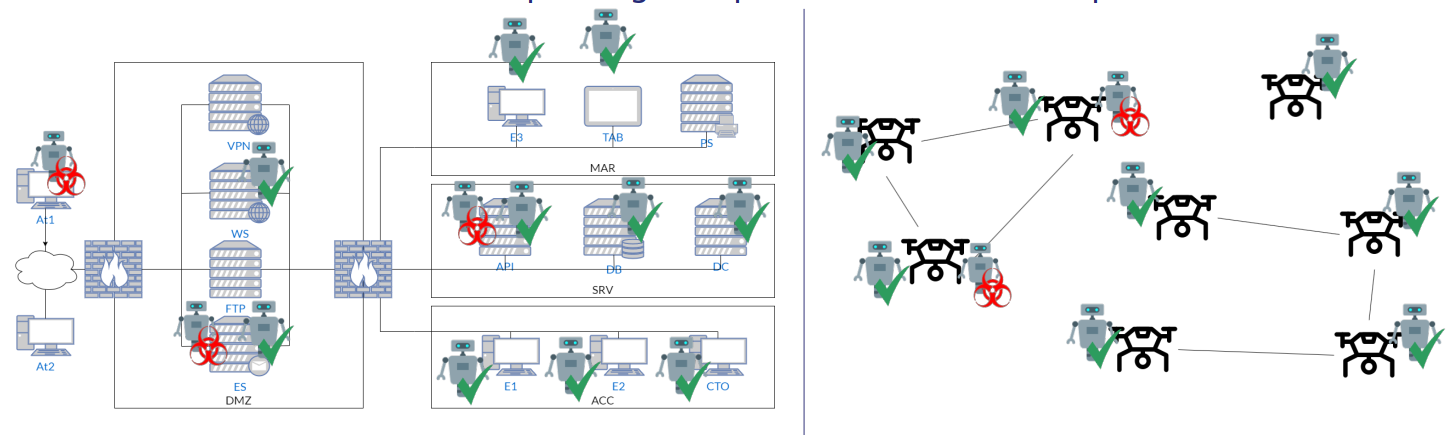 E3
TAB
PS
MAR
VPN
At1
WS
API
DB
DC
SRV
FTP
At2
ES
DMZ
E1
E2
CTO
ACC